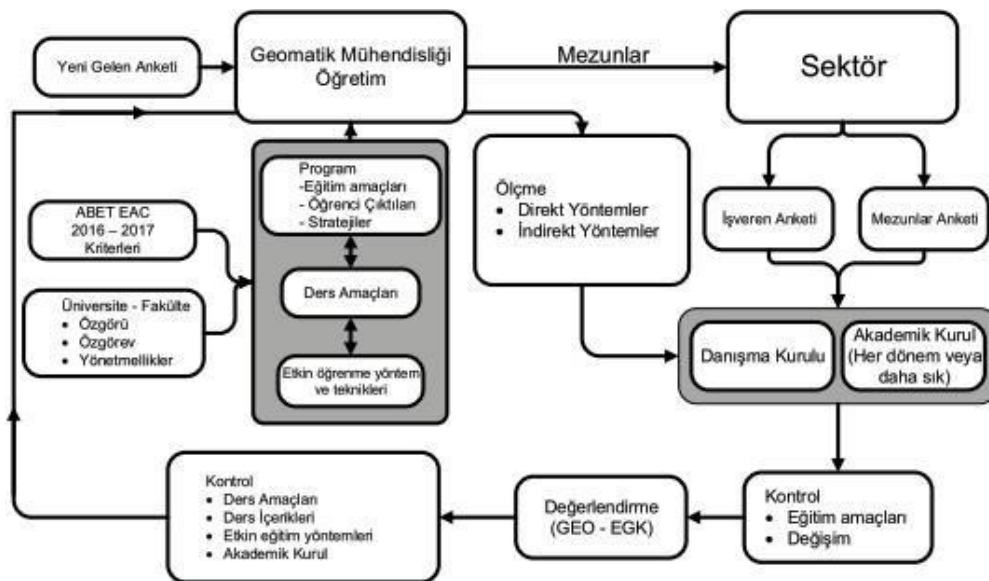 Yeni Gelen Anketi
Geomatik Mühendisliği
Öğretim
Mezunlar
Sektör
Program
-Eğitim amaçları
- Öğrenci Çıktıları
- Stratejiler
Ölçme
• Direkt Yöntemler
• İndirekt Yöntemler
İşveren Anketi
Mezunlar Anketi
ABET EAC
2016 – 2017
Kriterleri
Ders Amaçları
Üniversite - Fakülte
• Özgörü
• Özgörev
• Yönetmellikler
Etkin öğrenme yöntem
ve teknikleri
Danışma Kurulu
Akademik Kurul
(Her dönem veya
daha sık)
Kontrol
• Ders Amaçları
• Ders İçerikleri
• Etkin eğitim yöntemleri
• Akademik Kurul
Değerlendirme
(GEO - EGK)
Kontrol
• Eğitim amaçları
• Değişim